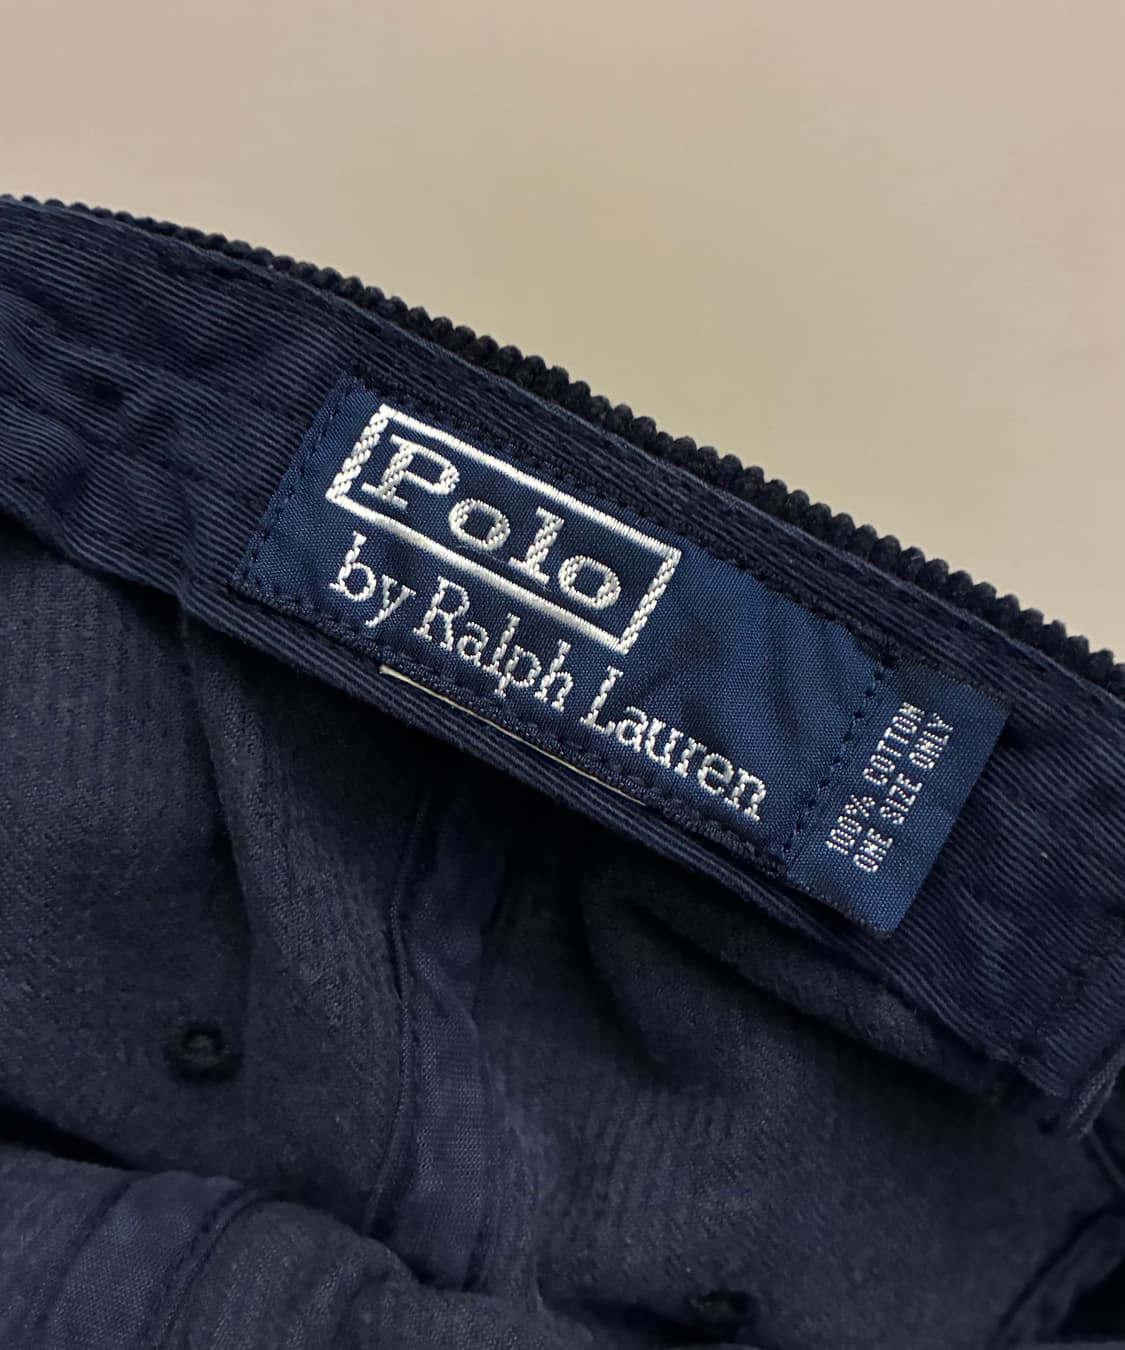 Polo
by Ralph Lauren
100% COTTON
ONE SIZE ONLY